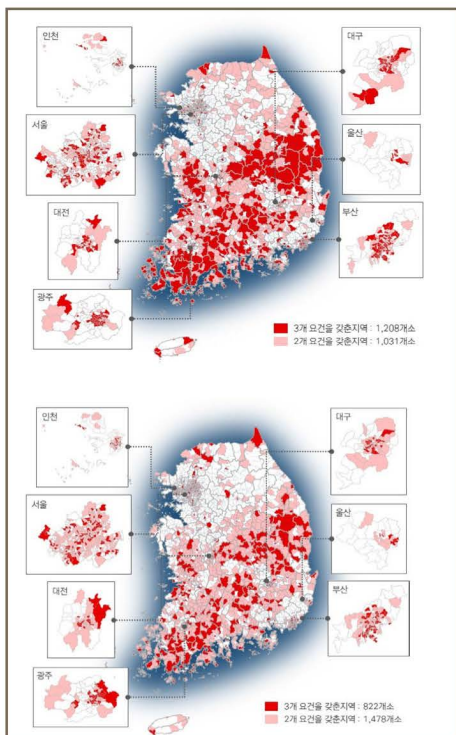 인천
대구
서울
울산
대전
부산
광주
3개 요건을 갖춘지역 : 1,208개소
2개 요건을 갖춘지역 : 1,031개소
인천
대구
서울
울산
대전
부산
광주
3개 요건을 갖춘지역 : 822개소
2개 요건을 갖춘지역 : 1,478개소